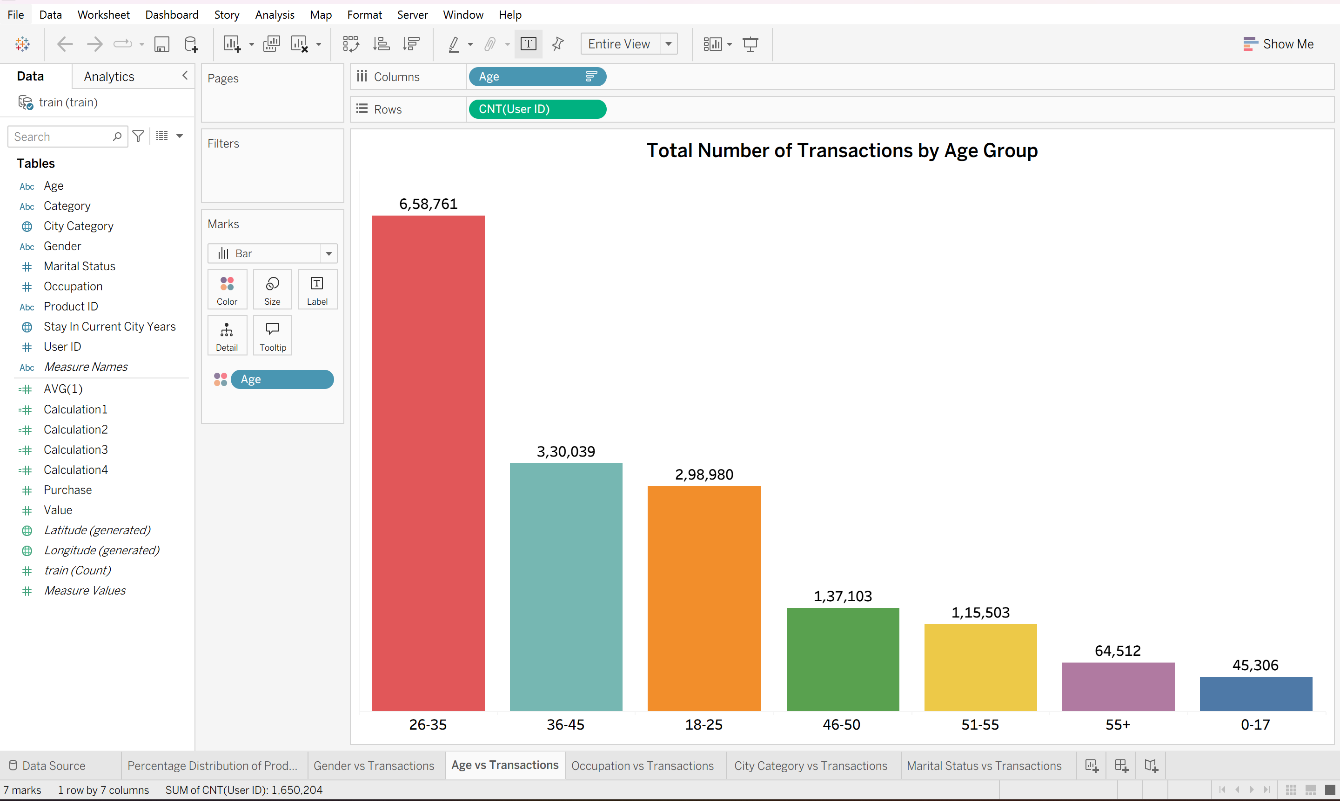 File Data Worksheet Dashboard Story Analysis Map Format Server Window Help
Entire View
Show Me
Data Analytics
train (train)
Search
Tables
Abc Age
Abc Category
City Category
Abc Gender
# Marital Status
# Occupation
Abc Product ID
Stay In Current City Years
# User ID
Abc Measure Names
=# AVG(1)
=# Calculation1
=# Calculation2
=# Calculation3
=# Calculation4
# Purchase
# Value
Latitude (generated)
Longitude (generated)
# train (Count)
# Measure Values
Pages
Filters
Marks
Bar
Color Size Label
Detail Tooltip
Age
Columns Age
Rows CNT(User ID)
Total Number of Transactions by Age Group
6,58,761
3,30,039
2,98,980
1,37,103
1,15,503
64,512
45,306
26-35 36-45 18-25 46-50 51-55 55+ 0-17
Data Source Percentage Distribution of Prod... Gender vs Transactions Age vs Transactions Occupation vs Transactions City Category vs Transactions Marital Status vs Transactions
7 marks 1 row by 7 columns SUM of CNT(User ID): 1.650,204